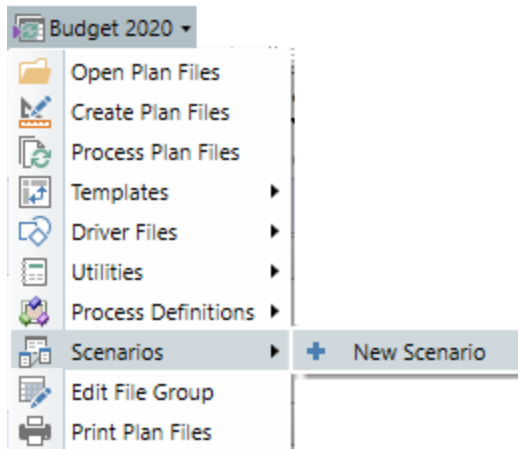 Budget 2020
Open Plan Files
Create Plan Files
Process Plan Files
Templates
Driver Files
Utilities
Process Definitions
Scenarios
New Scenario
Edit File Group
Print Plan Files